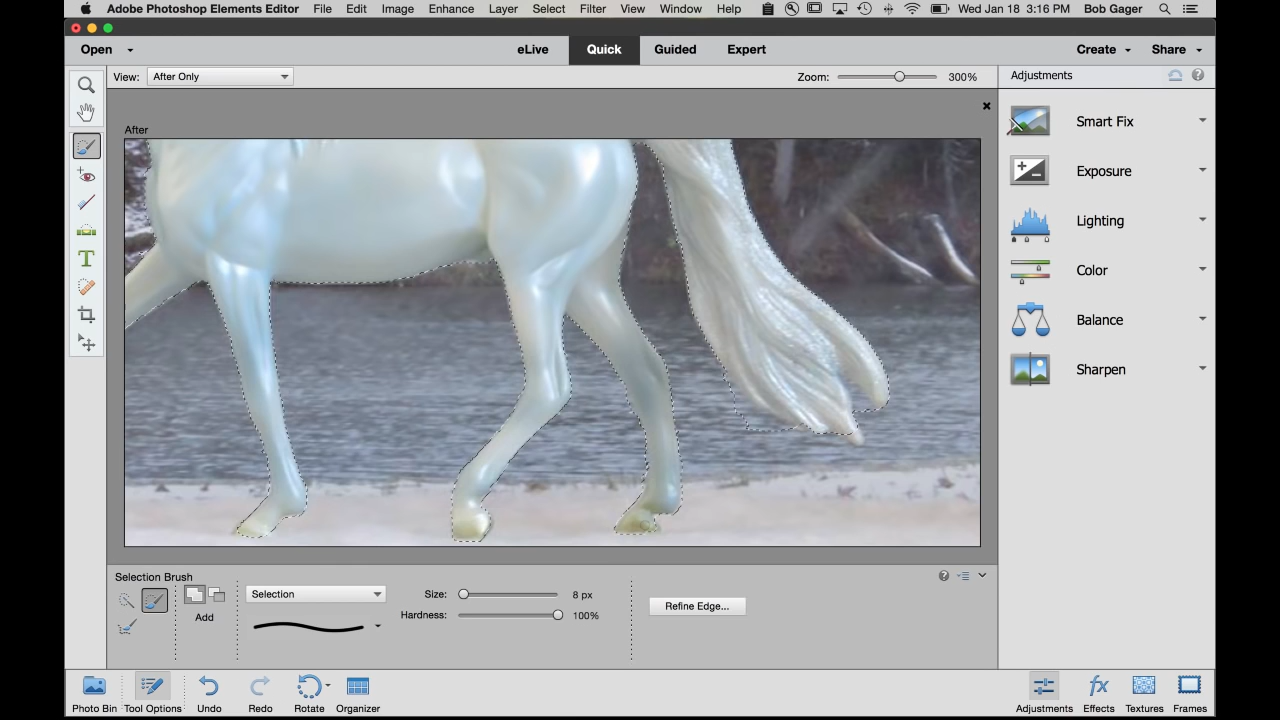 Adobe Photoshop Elements Editor File Edit Image Enhance Layer Select Filter View Window Help Wed Jan 18 3:16 PM Bob Gager
Open eLive Quick Guided Expert Create Share
View: After Only Zoom: 300% Adjustments
After
Smart Fix
Exposure
Lighting
Color
Balance
Sharpen
T
Selection Brush
Selection Size: 8 px
Add Hardness: 100% Refine Edge...
Photo Bin Tool Options Undo Redo Rotate Organizer Adjustments Effects Textures Frames